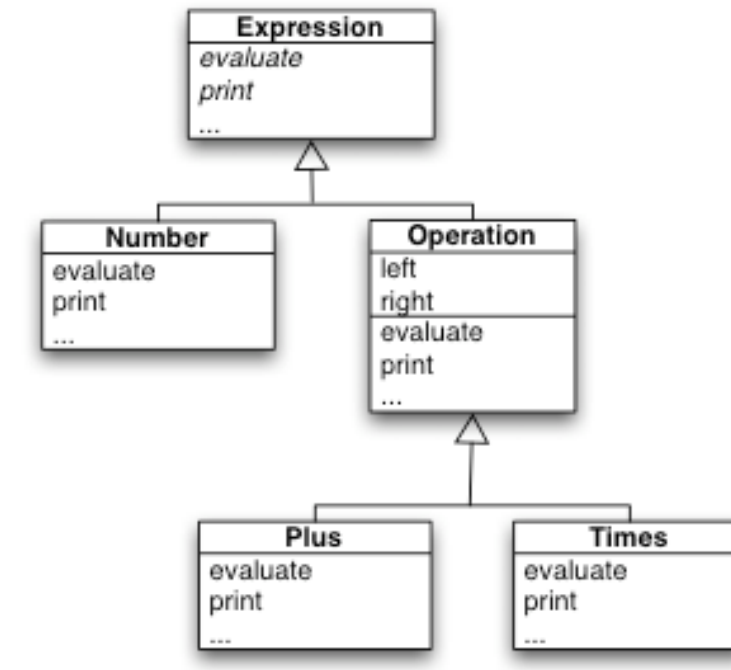 Expression
evaluate
print
...
Number
evaluate
print
...
Operation
left
right
evaluate
print
...
Plus
evaluate
print
...
Times
evaluate
print
...